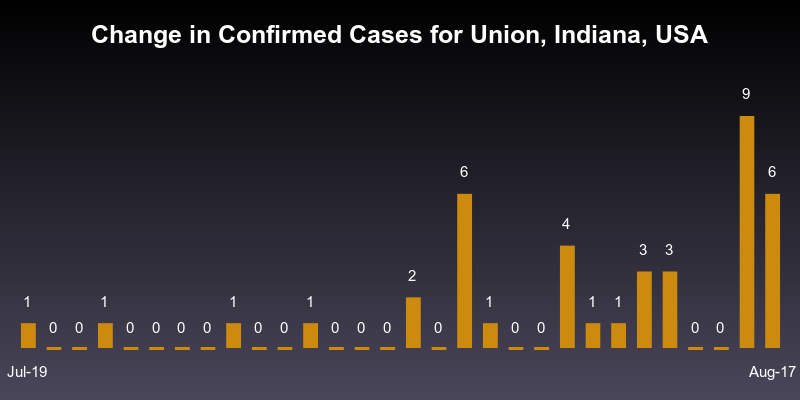 Change in Confirmed Cases for Union, Indiana, USA
9
6 6
4
3 3
2
1 1 1 1 1 1 1
0 0 0 0 0 0 0 0 0 0 0 0 0 0 0 0 0
Jul-19 Aug-17